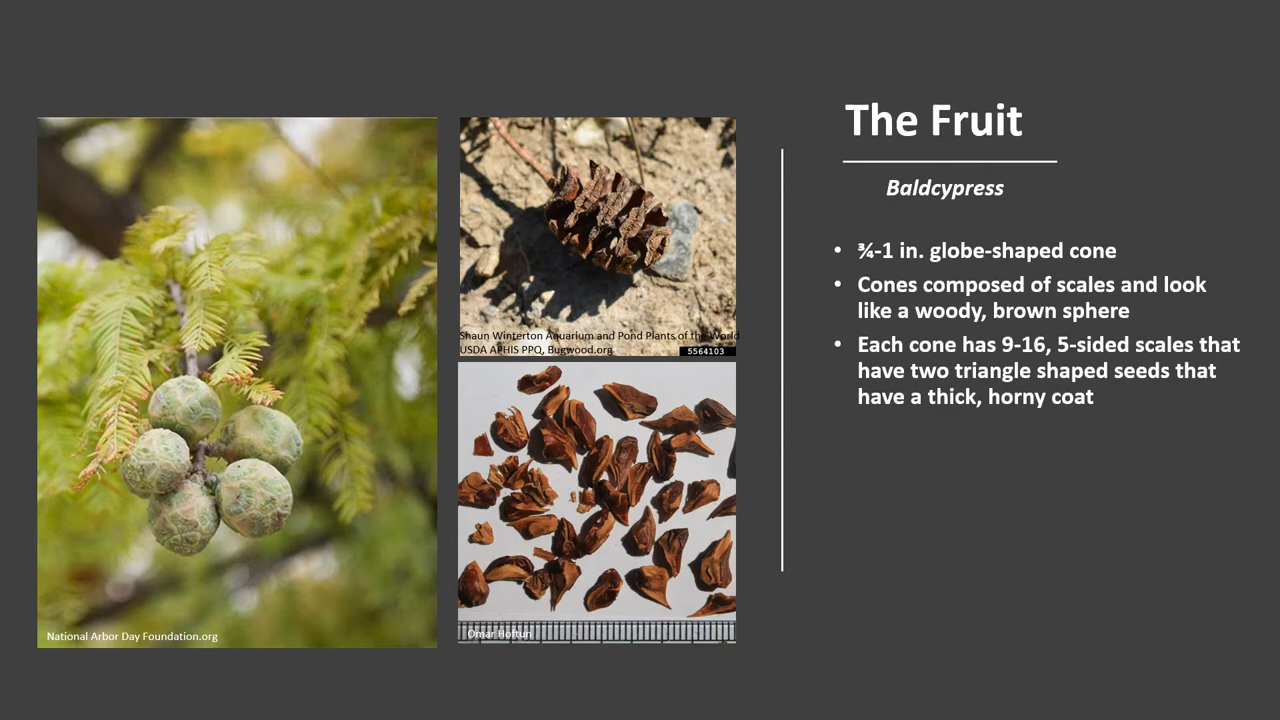 The Fruit
Baldcypress
• ¾-1 in. globe-shaped cone
• Cones composed of scales and look
like a woody, brown sphere
• Each cone has 9-16, 5-sided scales that
have two triangle shaped seeds that
have a thick, horny coat
National Arbor Day Foundation.org
Shaun Winterton Aquarium and Pond Plants of the World
USDA APHIS PPQ, Bugwood.org
5564103
Omar Hoftun